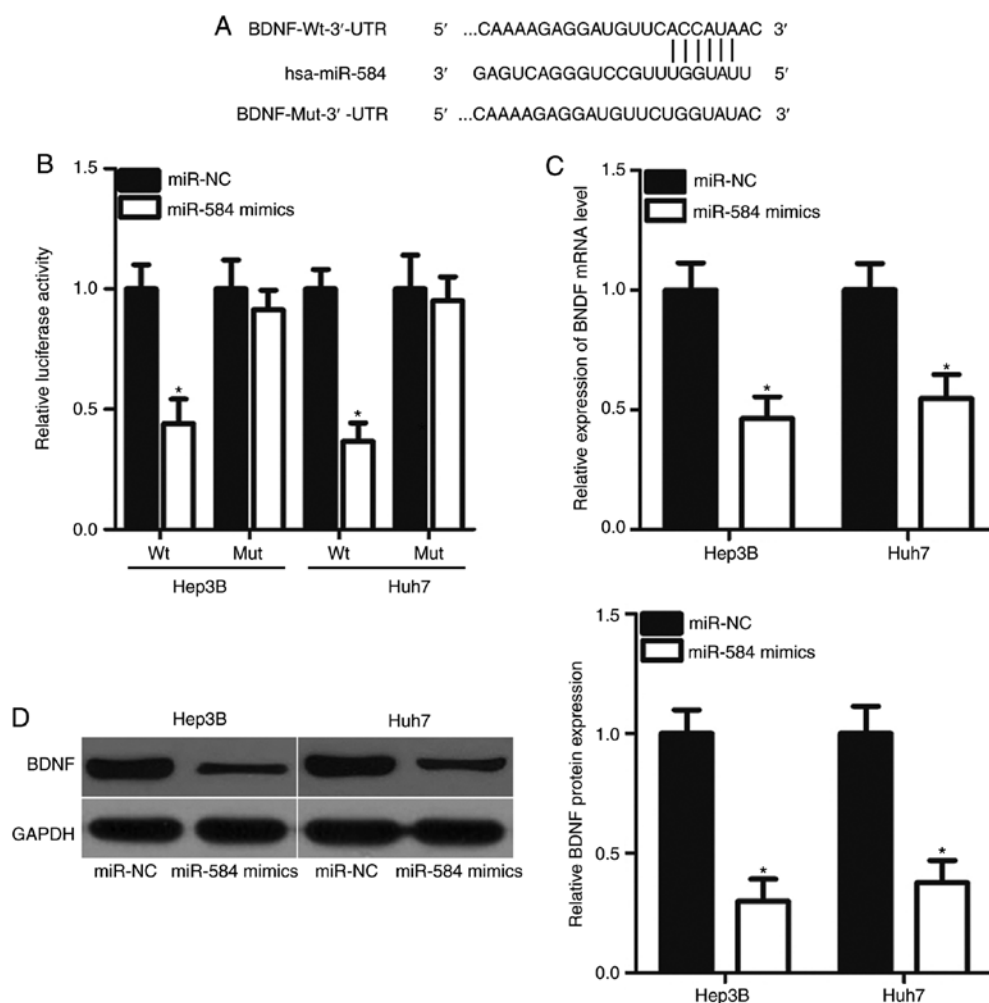 A
BDNF-Wt-3′-UTR 5′ ...CAAAAGAGGAUGUUCACCAUAAC 3′
hsa-miR-584 3′ GAGUCAGGGUCCGUUUGGUAUU 5′
BDNF-Mut-3′ -UTR 5′ ...CAAAAGAGGAUGUUCUGGUAUAC 3′
B
Relative luciferase activity
1.5
1.0
0.5
0.0
miR-NC
miR-584 mimics
*
*
Wt Mut Wt Mut
Hep3B Huh7
C
Relative expression of BNDF mRNA level
1.5
1.0
0.5
0.0
miR-NC
miR-584 mimics
*
*
Hep3B Huh7
D
Hep3B Huh7
BDNF
GAPDH
miR-NC miR-584 mimics miR-NC miR-584 mimics
Relative BDNF protein expression
1.5
1.0
0.5
0.0
miR-NC
miR-584 mimics
*
*
Hep3B Huh7